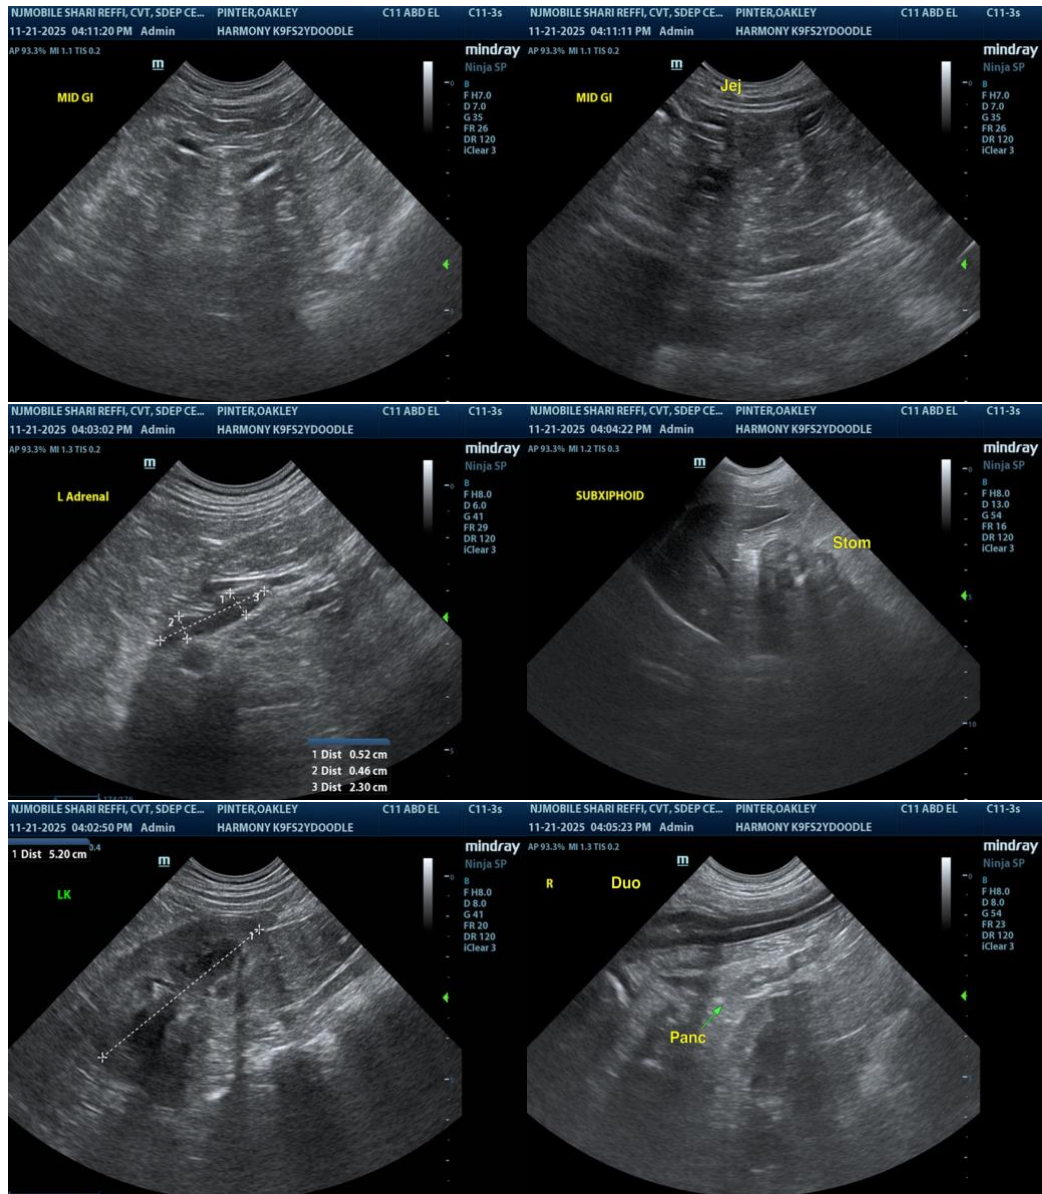 NJMOBILE SHARI REFFI, CVT, SDEP CE... PINTER,OAKLEY C11 ABD EL C11-3s
11-21-2025 04:11:20 PM Admin HARMONY K9FS2YDOODLE
AP 93.3% MI 1.1 TIS 0.2
mindray
Ninja SP
m
MID GI
B
F H7.0
D 7.0
G 35
FR 26
DR 120
iClear 3
0
NJMOBILE SHARI REFFI, CVT, SDEP CE... PINTER,OAKLEY C11 ABD EL C11-3s
11-21-2025 04:11:11 PM Admin HARMONY K9FS2YDOODLE
AP 93.3% MI 1.1 TIS 0.2
mindray
Ninja SP
m
Jej
MID GI
B
F H7.0
D 7.0
G 35
FR 26
DR 120
iClear 3
0
NJMOBILE SHARI REFFI, CVT, SDEP CE... PINTER,OAKLEY C11 ABD EL C11-3s
11-21-2025 04:03:02 PM Admin HARMONY K9FS2YDOODLE
AP 93.3% MI 1.3 TIS 0.2
mindray
Ninja SP
m
L Adrenal
B
F H8.0
D 6.0
G 41
FR 29
DR 120
iClear 3
0
1
3
2
5
1 Dist 0.52 cm
2 Dist 0.46 cm
3 Dist 2.30 cm
NJMOBILE SHARI REFFI, CVT, SDEP CE... PINTER,OAKLEY C11 ABD EL C11-3s
11-21-2025 04:04:22 PM Admin HARMONY K9FS2YDOODLE
AP 93.3% MI 1.2 TIS 0.3
mindray
Ninja SP
m
SUBXIPHOID
B
F H8.0
D 13.0
G 54
FR 16
DR 120
iClear 3
0
Stom
5
10
NJMOBILE SHARI REFFI, CVT, SDEP CE... PINTER,OAKLEY C11 ABD EL C11-3s
11-21-2025 04:02:50 PM Admin HARMONY K9FS2YDOODLE
1 Dist 5.20 cm
0.4
mindray
Ninja SP
m
LK
B
F H8.0
D 8.0
G 41
FR 20
DR 120
iClear 3
0
1
NJMOBILE SHARI REFFI, CVT, SDEP CE... PINTER,OAKLEY C11 ABD EL C11-3s
11-21-2025 04:05:23 PM Admin HARMONY K9FS2YDOODLE
AP 93.3% MI 1.3 TIS 0.2
mindray
Ninja SP
m
R Duo
B
F H8.0
D 8.0
G 54
FR 23
DR 120
iClear 3
0
Panc